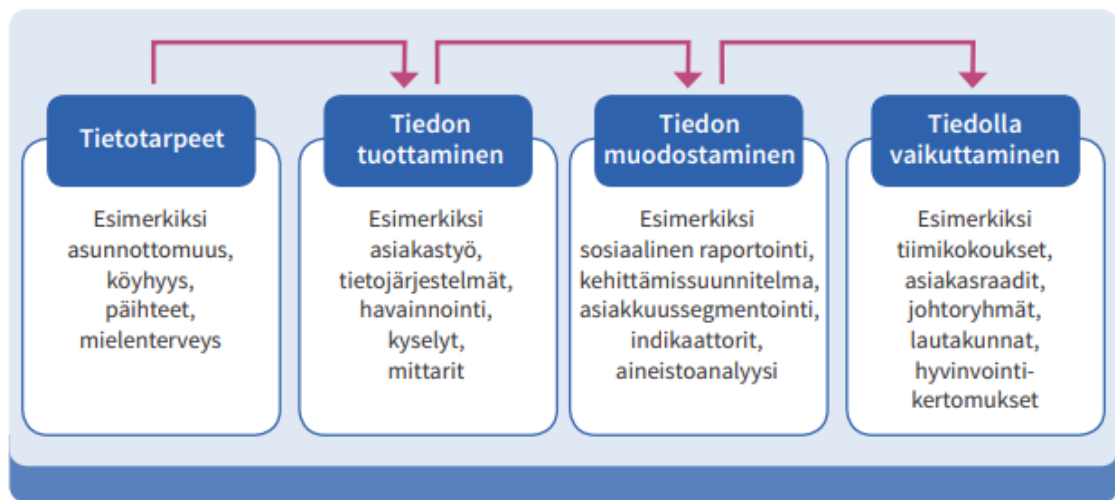 Tietotarpeet
Esimerkiksi
asunnottomuus,
köyhyys,
päihteet,
mielenterveys
Tiedon
tuottaminen
Esimerkiksi
asiakastyö,
tietojärjestelmät,
havainnointi,
kyselyt,
mittarit
Tiedon
muodostaminen
Esimerkiksi
sosiaalinen raportointi,
kehittämissuunnitelma,
asiakkuussegmentointi,
indikaattorit,
aineistoanalyysi
Tiedolla
vaikuttaminen
Esimerkiksi
tiimikokoukset,
asiakasraadit,
johtoryhmät,
lautakunnat,
hyvinvointi-
kertomukset